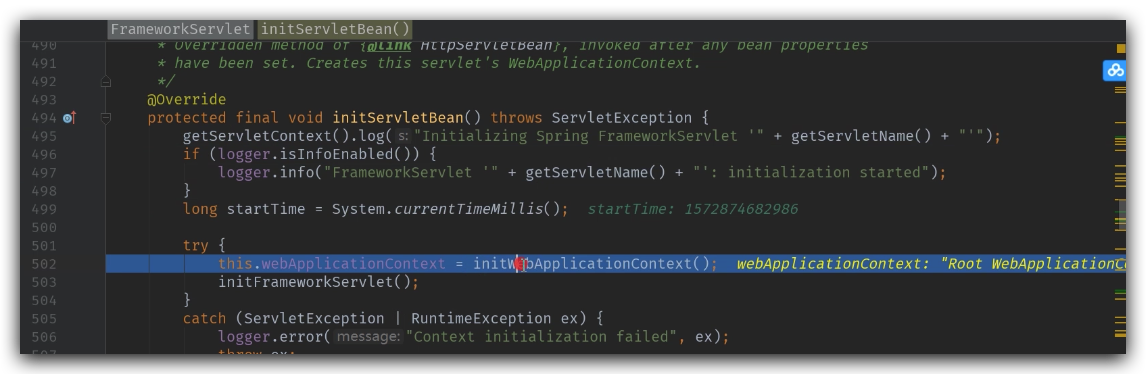 FrameworkServlet initServletBean()
490 * Overridden method of {@link HttpServletBean}, invoked after any bean properties
491 * have been set. Creates this servlet's WebApplicationContext.
492 */
493 @Override
494 protected final void initServletBean() throws ServletException {
495 getServletContext().log( s: "Initializing Spring FrameworkServlet '" + getServletName() + "'");
496 if (logger.isInfoEnabled()) {
497 logger.info("FrameworkServlet '" + getServletName() + "': initialization started");
498 }
499 long startTime = System.currentTimeMillis(); startTime: 1572874682986
500
501 try {
502 this.webApplicationContext = initWebApplicationContext(); webApplicationContext: "Root WebApplicationC
503 initFrameworkServlet();
504 }
505 catch (ServletException | RuntimeException ex) {
506 logger.error( message: "Context initialization failed", ex);
507 throw ex;